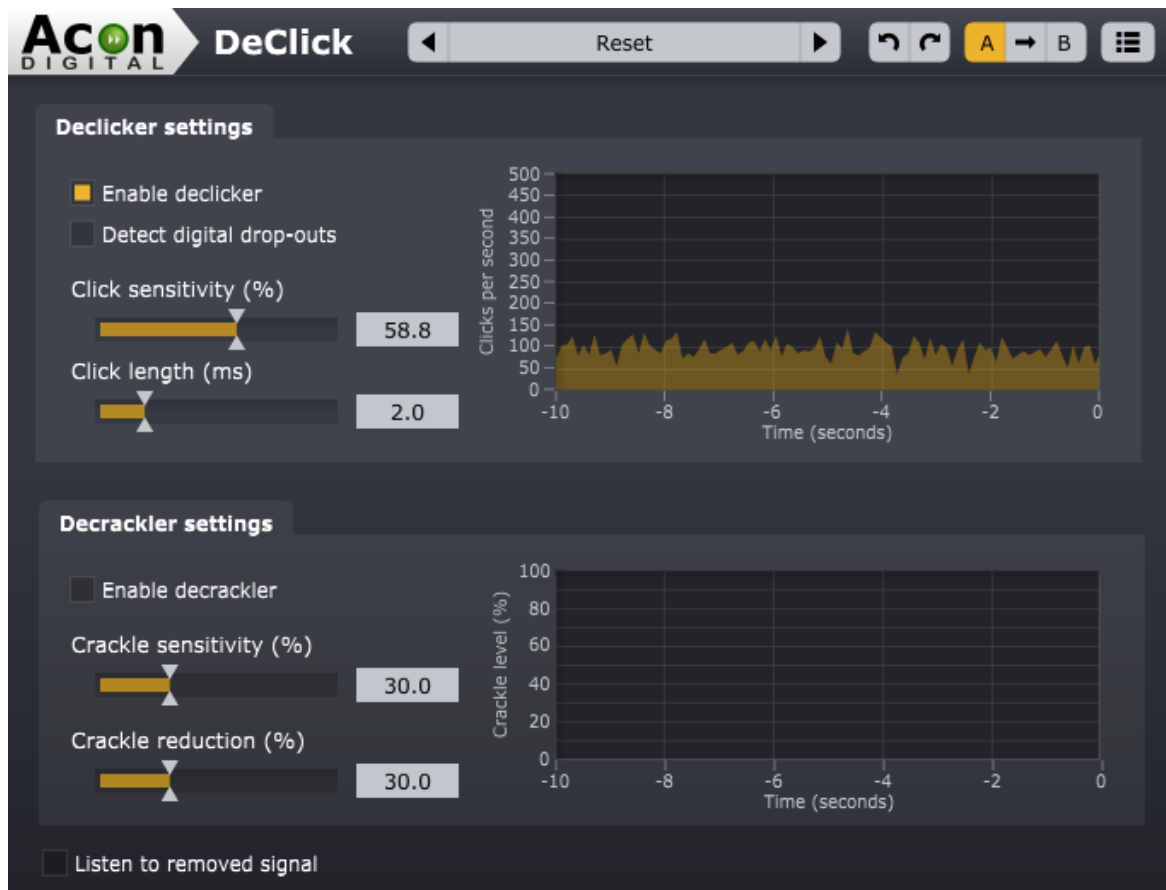 Acon DIGITAL DeClick Reset A B
Declicker settings
Enable declicker
Detect digital drop-outs
Click sensitivity (%)
58.8
Click length (ms)
2.0
Clicks per second
500
450
400
350
300
250
200
150
100
50
0
-10 -8 -6 -4 -2 0
Time (seconds)
Decrackler settings
Enable decrackler
Crackle sensitivity (%)
30.0
Crackle reduction (%)
30.0
Crackle level (%)
100
80
60
40
20
0
-10 -8 -6 -4 -2 0
Time (seconds)
Listen to removed signal